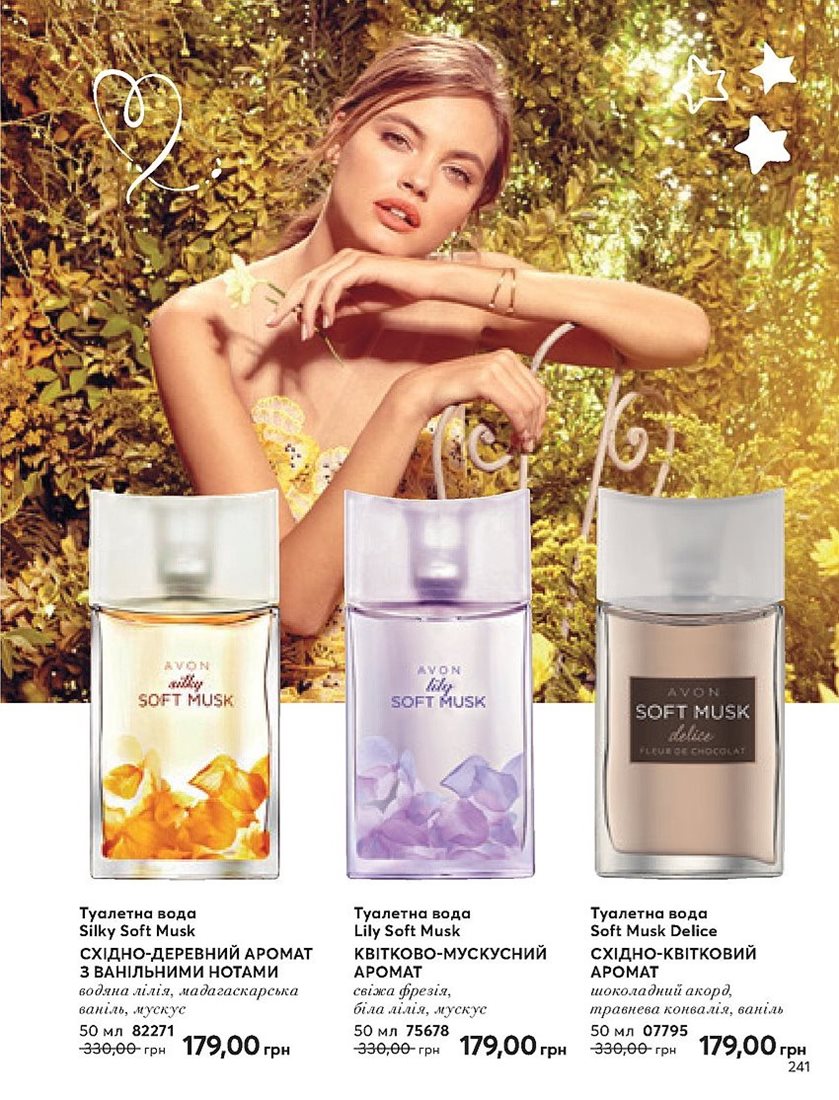 AVON
silky
SOFT MUSK
AVON
lily
SOFT MUSK
AVON
SOFT MUSK
delice
FLEUR DE CHOCOLAT
Туалетна вода
Silky Soft Musk
СХІДНО-ДЕРЕВНИЙ АРОМАТ
З ВАНІЛЬНИМИ НОТАМИ
водяна лілія, мадагаскарська
ваніль, мускус
50 мл 82271
330,00 грн 179,00 грн
Туалетна вода
Lily Soft Musk
КВІТКОВО-МУСКУСНИЙ
АРОМАТ
свіжа фрезія,
біла лілія, мускус
50 мл 75678
330,00 грн 179,00 грн
Туалетна вода
Soft Musk Delice
СХІДНО-КВІТКОВИЙ
АРОМАТ
шоколадний акорд,
травнева конвалія, ваніль
50 мл 07795
330,00 грн 179,00 грн
241